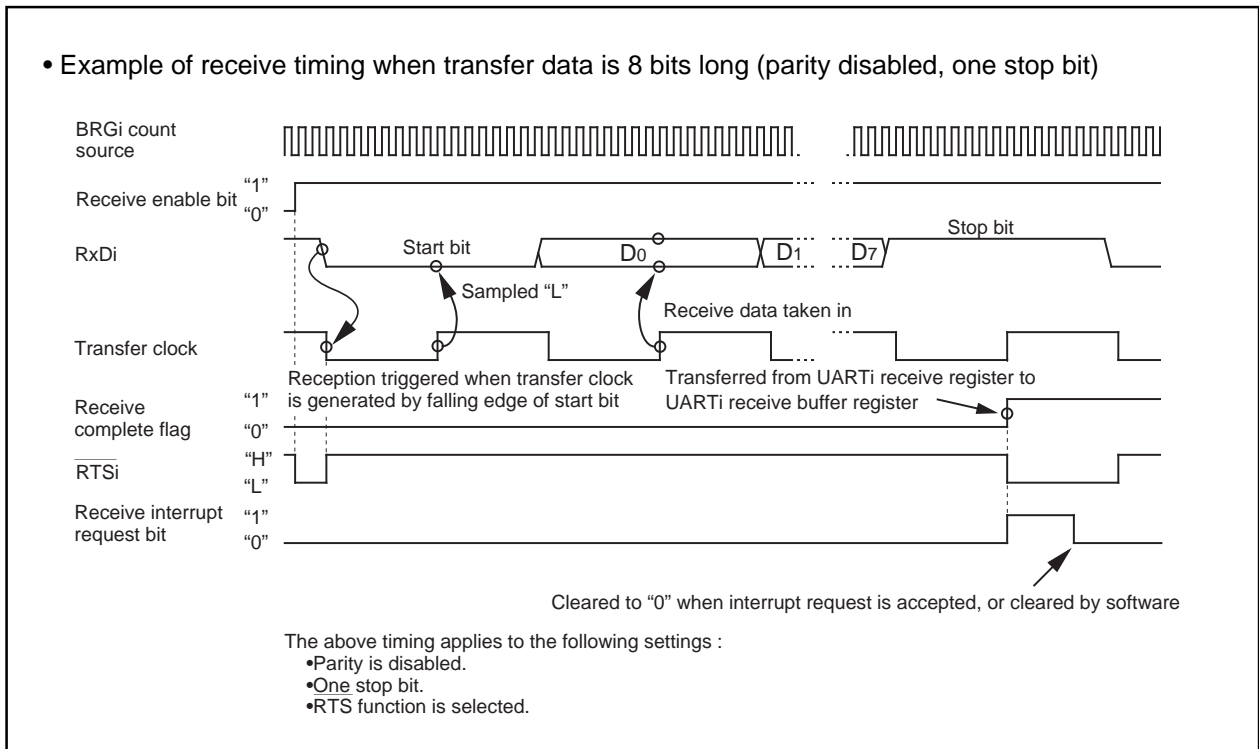 • Example of receive timing when transfer data is 8 bits long (parity disabled, one stop bit)
BRGi count
source
Receive enable bit
“1”
“0”
RxDi
Start bit
D0
D1
D7
Stop bit
Sampled “L”
Receive data taken in
Transfer clock
Reception triggered when transfer clock
is generated by falling edge of start bit
Transferred from UARTi receive register to
UARTi receive buffer register
Receive
complete flag
“1”
“0”
RTSi
“H”
“L”
Receive interrupt
request bit
“1”
“0”
Cleared to “0” when interrupt request is accepted, or cleared by software
The above timing applies to the following settings :
•Parity is disabled.
•One stop bit.
•RTS function is selected.